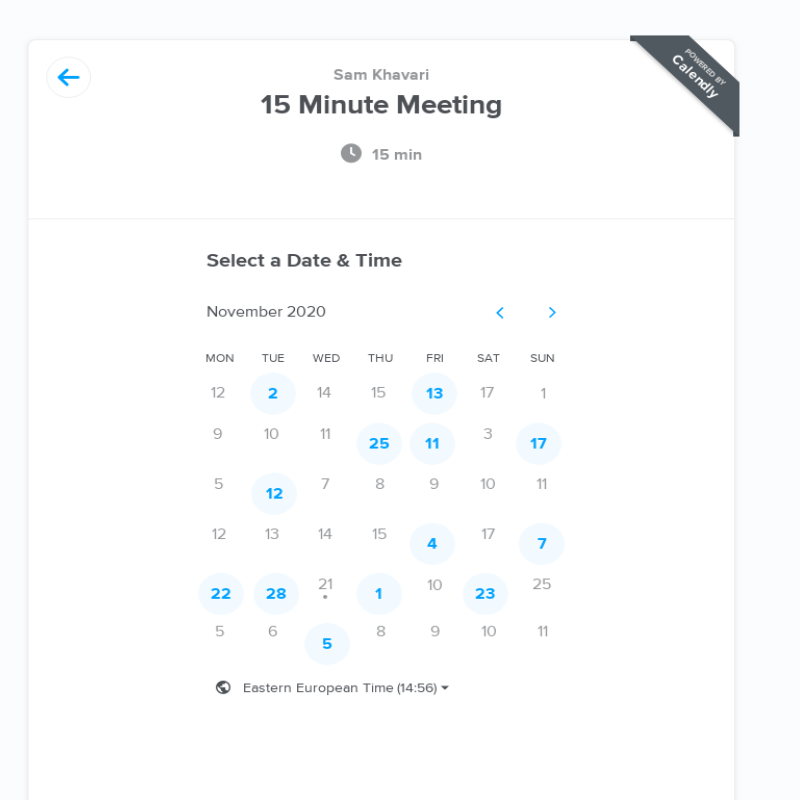 Sam Khavari
15 Minute Meeting
POWERED BY
Calendly
15 min
Select a Date & Time
November 2020
MON TUE WED THU FRI SAT SUN
12 2 14 15 13 17 1
9 10 11 25 11 3 17
5 12 7 8 9 10 11
12 13 14 15 4 17 7
22 28 21 1 10 23 25
5 6 5 8 9 10 11
Eastern European Time (14:56)